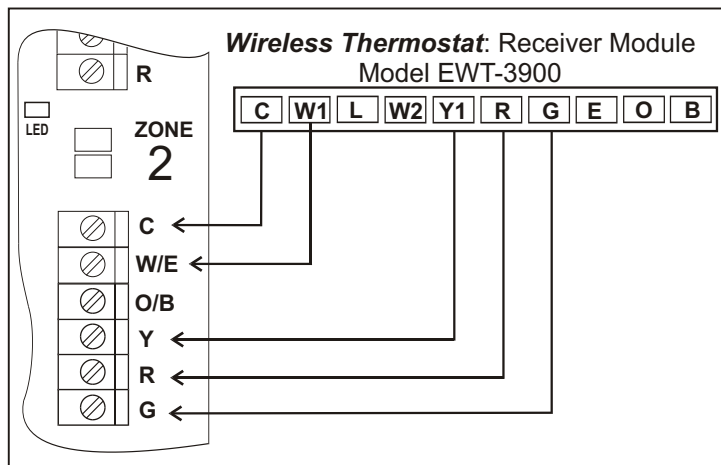 Wireless Thermostat: Receiver Module
Model EWT-3900
C W1 L W2 Y1 R G E O B
R
LED
ZONE
2
C
W/E
O/B
Y
R
G